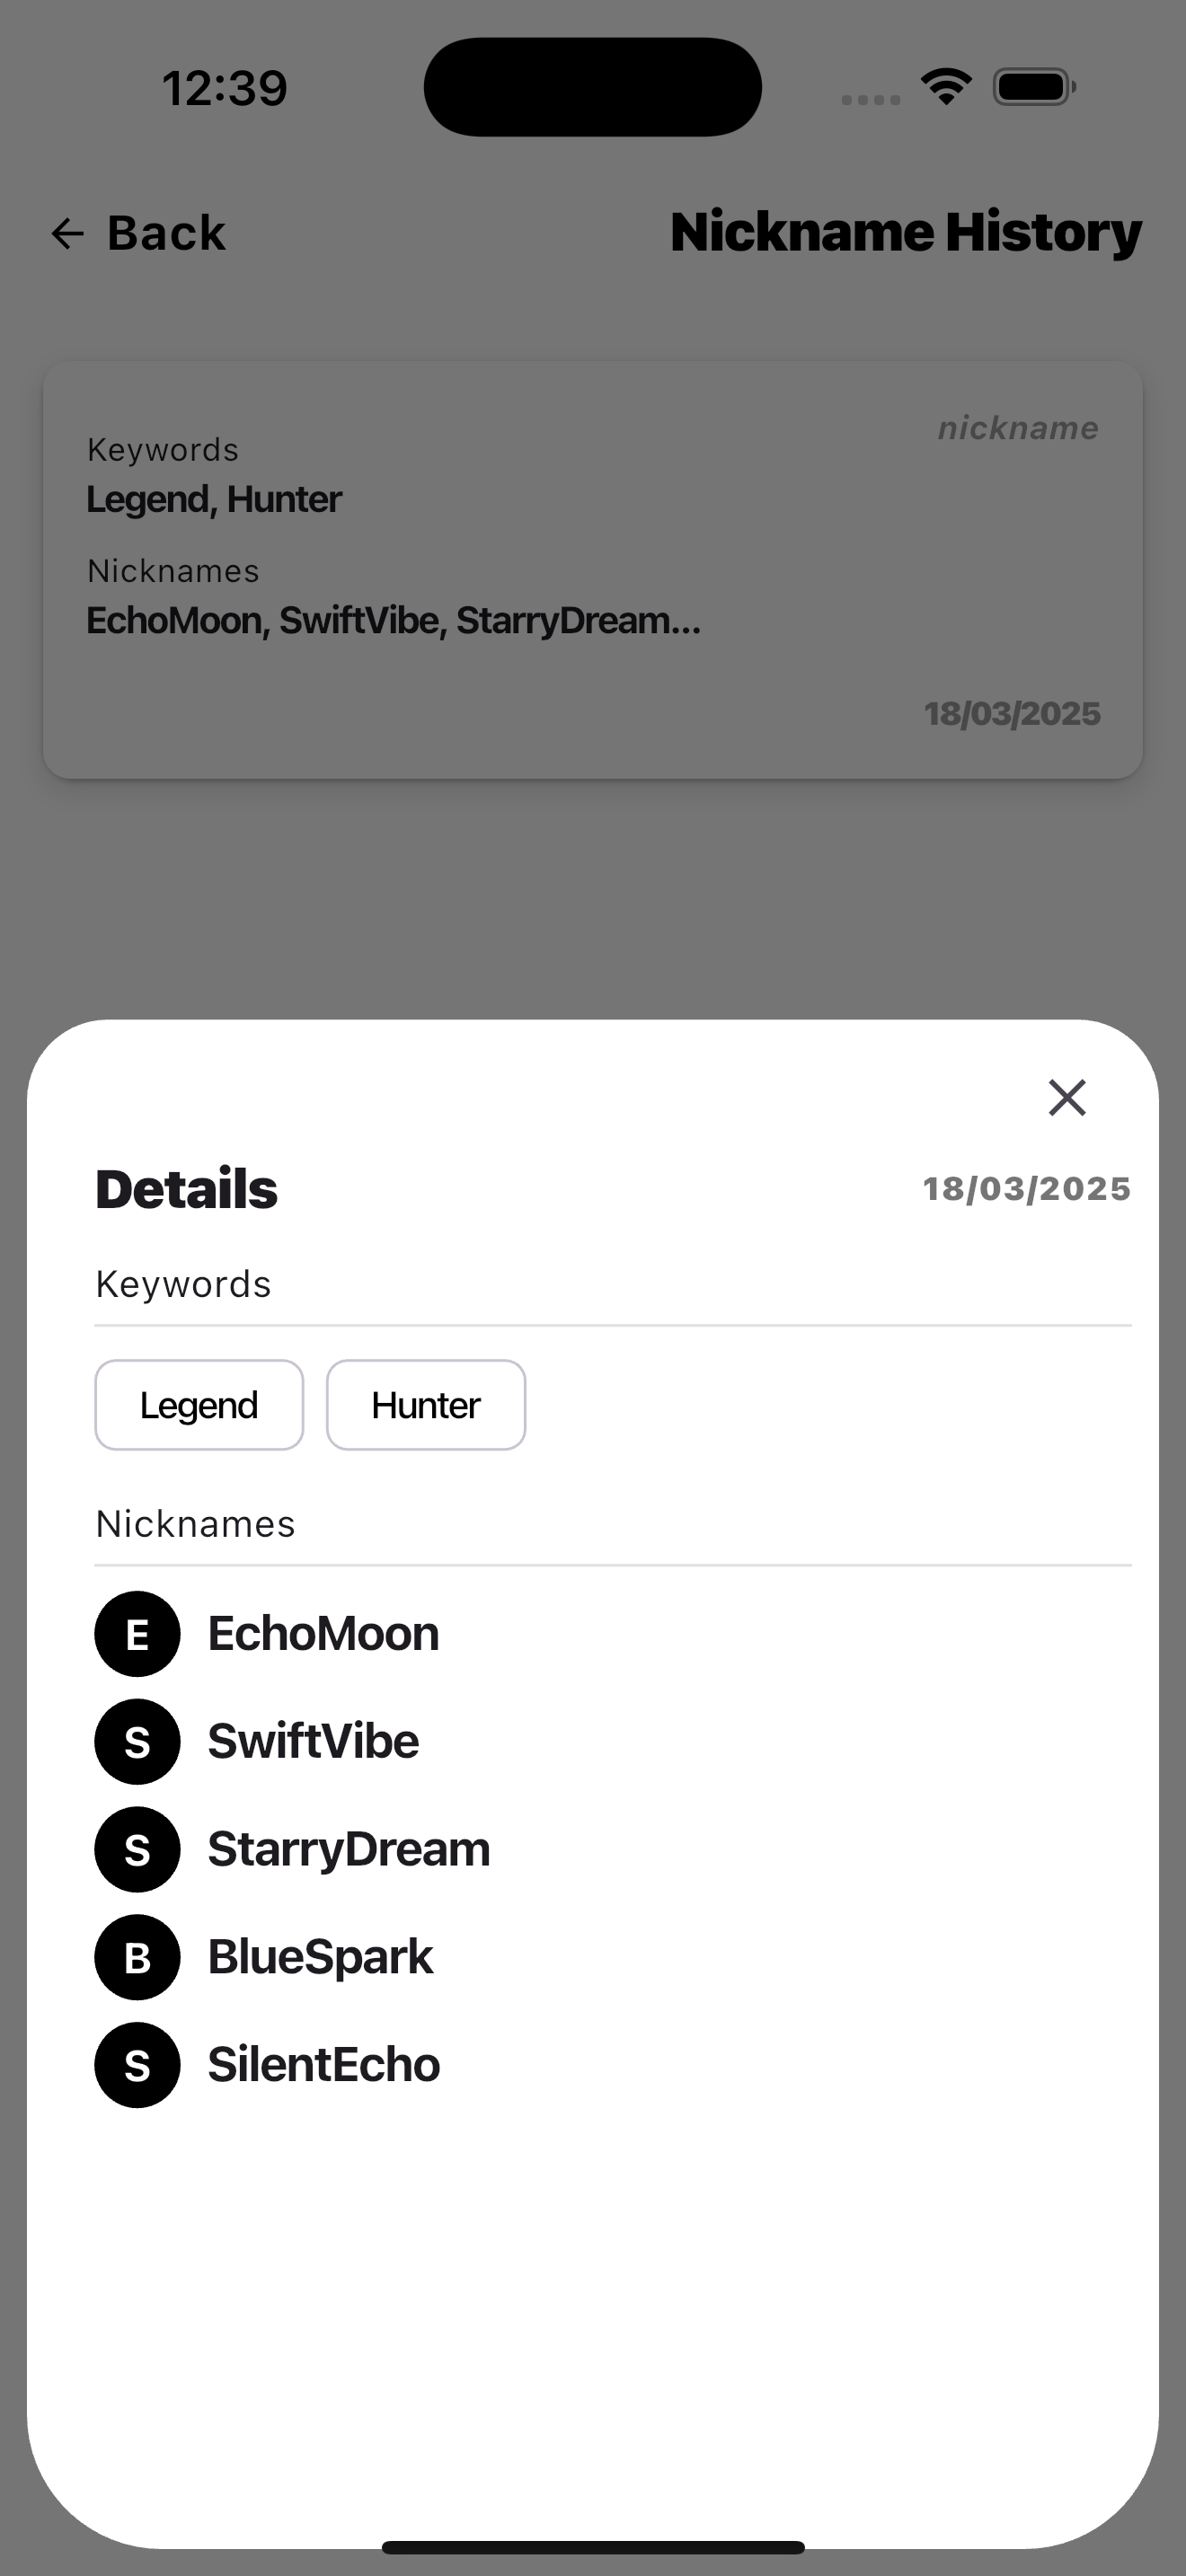 12:39
Back
Nickname History
nickname
Keywords
Legend, Hunter
Nicknames
EchoMoon, SwiftVibe, StarryDream...
18/03/2025
Details
18/03/2025
Keywords
Legend
Hunter
Nicknames
E EchoMoon
S SwiftVibe
S StarryDream
B BlueSpark
S SilentEcho